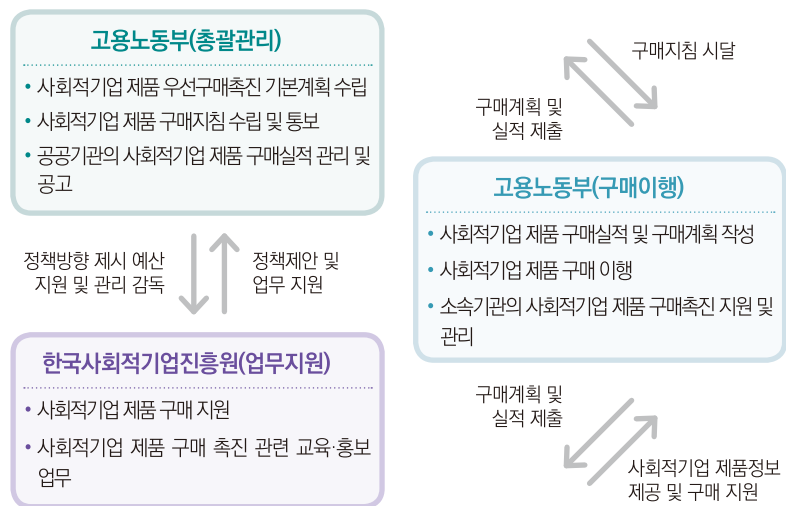 고용노동부(총괄관리)
• 사회적기업 제품 우선구매촉진 기본계획 수립
• 사회적기업 제품 구매지침 수립 및 통보
• 공공기관의 사회적기업 제품 구매실적 관리 및
공고
정책방향 제시 예산
지원 및 관리 감독
정책제안 및
업무 지원
한국사회적기업진흥원(업무지원)
• 사회적기업 제품 구매 지원
• 사회적기업 제품 구매 촉진 관련 교육·홍보
업무
구매지침 시달
구매계획 및
실적 제출
고용노동부(구매이행)
• 사회적기업 제품 구매실적 및 구매계획 작성
• 사회적기업 제품 구매 이행
• 소속기관의 사회적기업 제품 구매촉진 지원 및
관리
구매계획 및
실적 제출
사회적기업 제품정보
제공 및 구매 지원